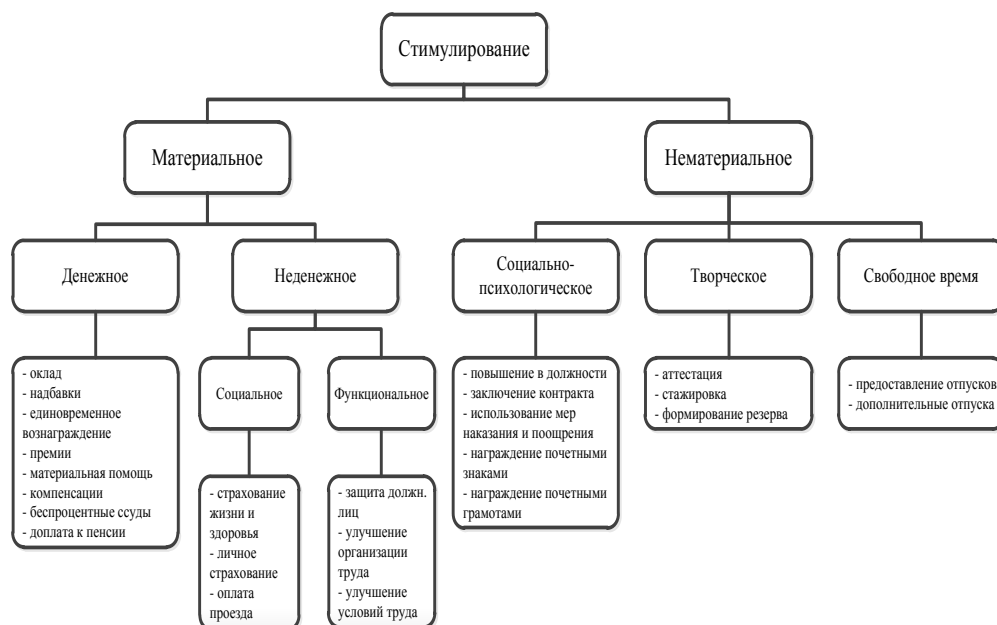 Стимулирование
Материальное
Нематериальное
Денежное
Неденежное
Социально-
психологическое
Творческое
Свободное время
- оклад
- надбавки
- единовременное
вознаграждение
- премии
- материальная помощь
- компенсации
- беспроцентные ссуды
- доплата к пенсии
Социальное
Функциональное
- повышение в должности
- заключение контракта
- использование мер
наказания и поощрения
- награждение почетными
знаками
- награждение почетными
грамотами
- аттестация
- стажировка
- формирование резерва
- предоставление отпусков
- дополнительные отпуска
- страхование
жизни и
здоровья
- личное
страхование
- оплата
проезда
- защита должн.
лиц
- улучшение
организации
труда
- улучшение
условий труда